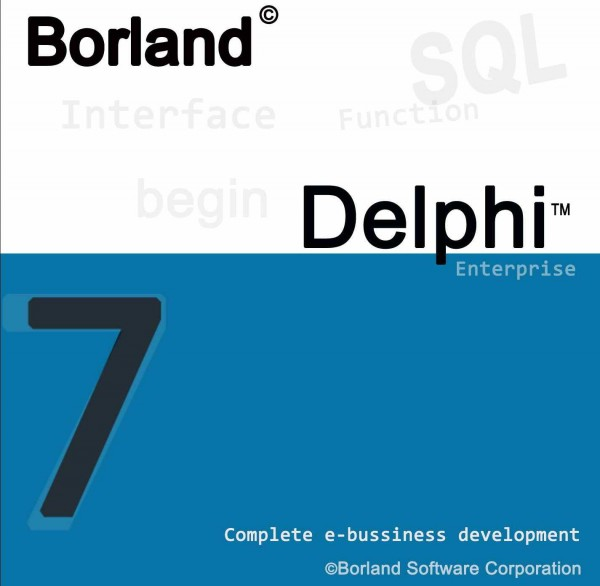 Borland©
SQL
Interface
Function
begin
Delphi™
Enterprise
7
Complete e-bussiness development
©Borland Software Corporation